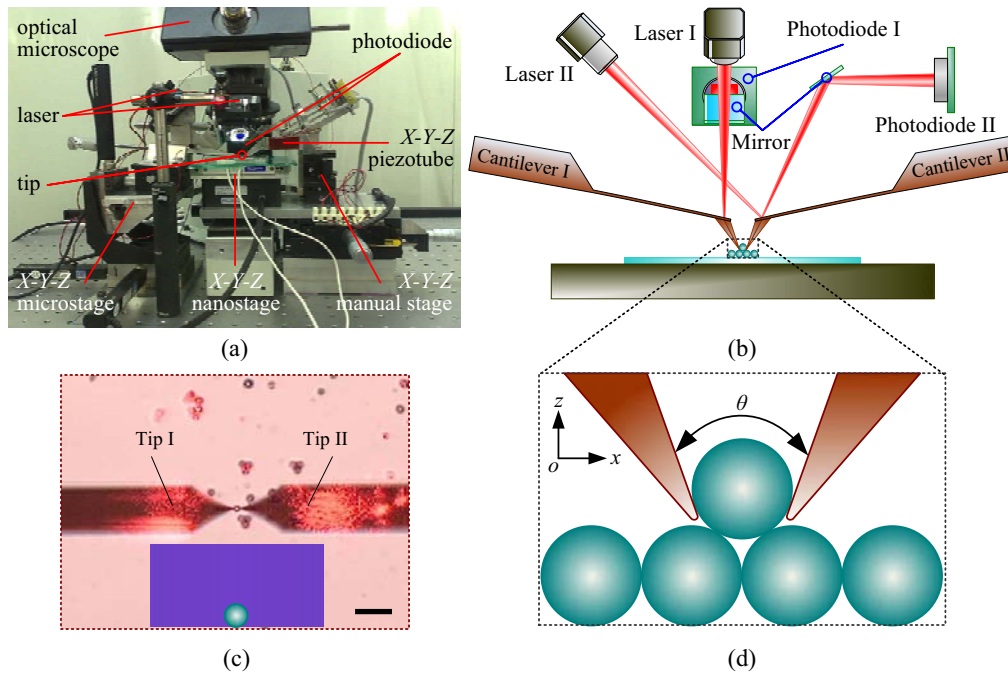 optical
microscope
photodiode
laser
X-Y-Z
piezotube
tip
X-Y-Z
microstage
X-Y-Z
nanostage
X-Y-Z
manual stage
(a)
Laser I
Photodiode I
Laser II
Mirror
Photodiode II
Cantilever I
Cantilever II
(b)
Tip I
Tip II
(c)
z
θ
o
x
(d)